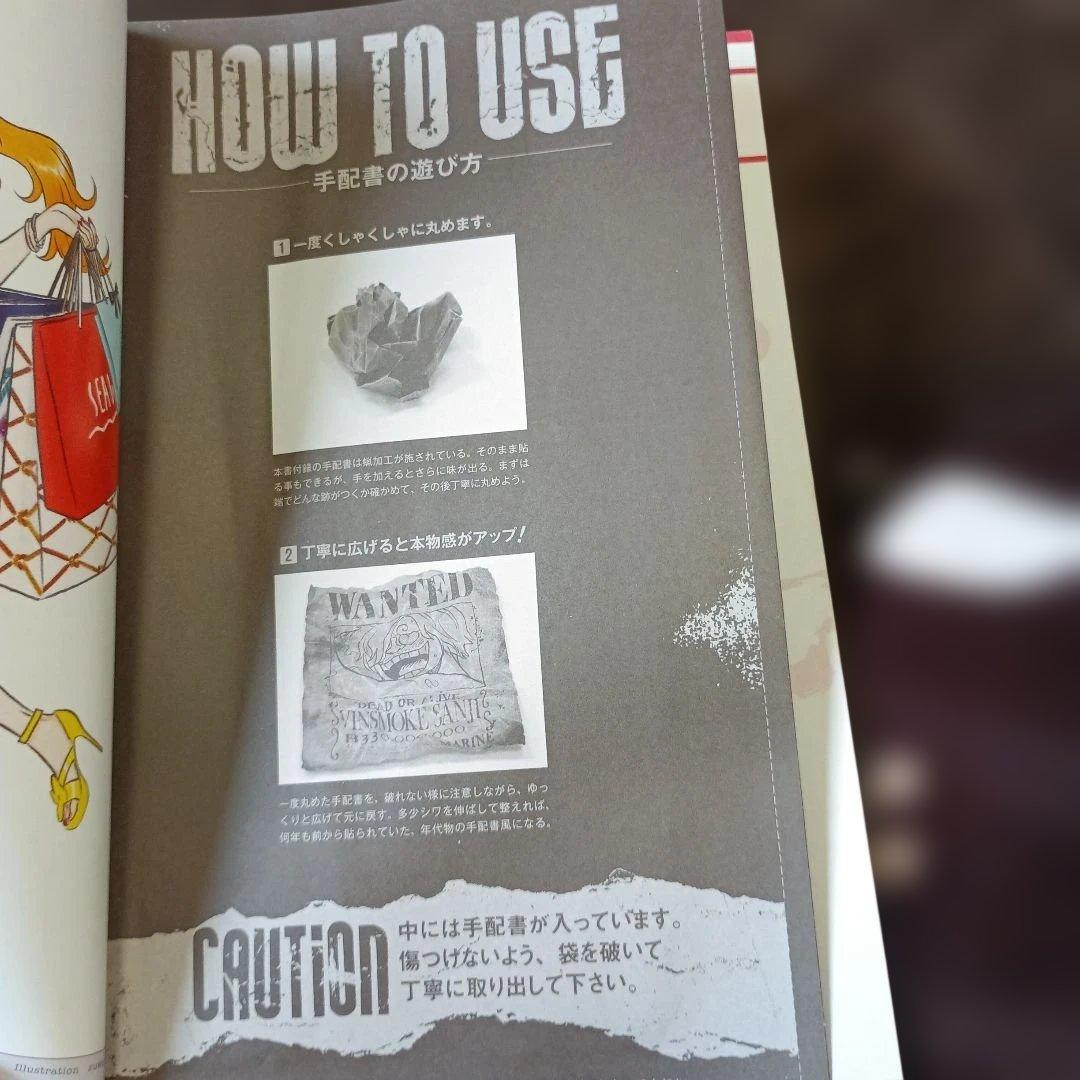 HOW TO USE
手配書の遊び方
1 一度くしゃくしゃに丸めます。
本書付録の手配書は蝋加工が施されている。そのまま貼
る事もできるが、手を加えるとさらに味が出る。まずは
端でどんな跡がつくか確かめて、その後丁寧に丸めよう。
2 丁寧に広げると本物感がアップ!
WANTED
DEAD OR ALIVE
VINSMOKE SANJI
MARINE
一度丸めた手配書を、破れない様に注意しながら、ゆっ
くりと広げて元に戻す。多少シワを伸ばして整えれば、
何年も前から貼られていた、年代物の手配書風になる。
CAUTiON
中には手配書が入っています。
傷つけないよう、袋を破いて
丁寧に取り出して下さい。
Illustration